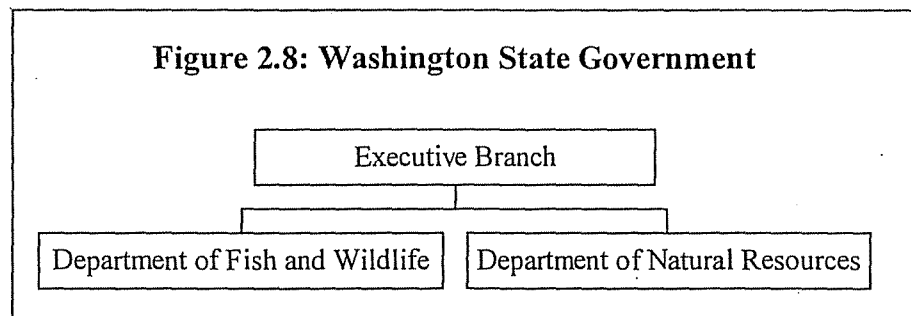 Figure 2.8: Washington State Government
Executive Branch
Department of Fish and Wildlife
Department of Natural Resources